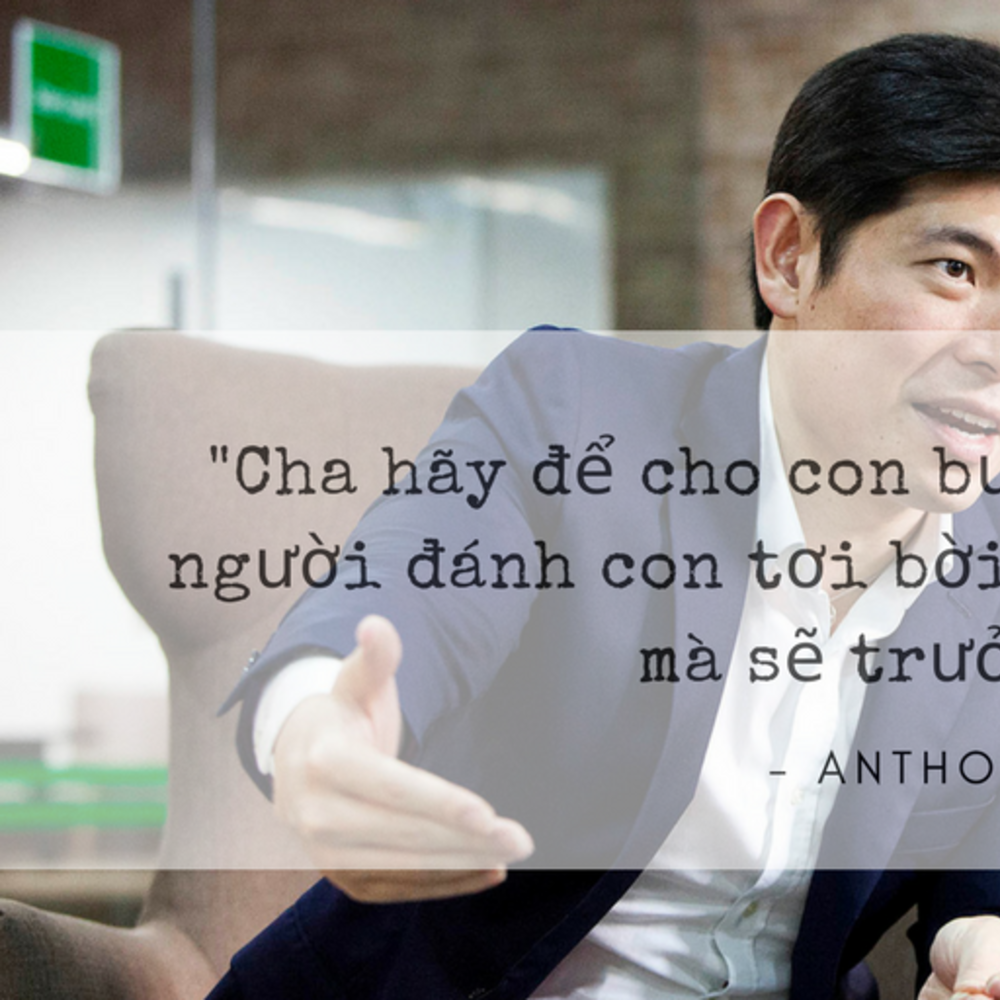 "Cha hãy để cho con bu
người đánh con tơi bời
mà sẽ trưở
– ANTHO